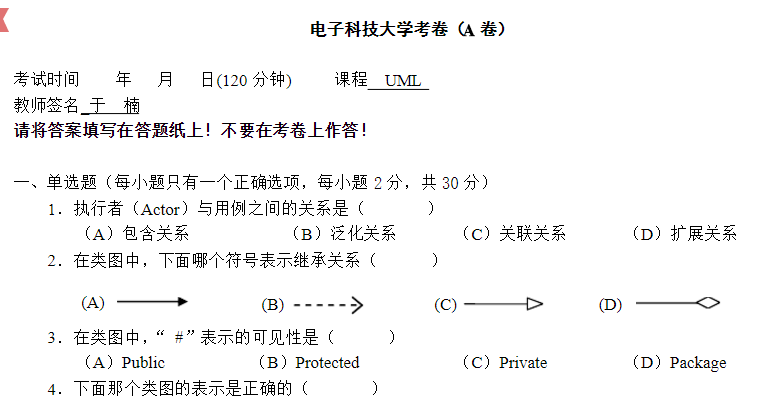 电子科技大学考卷（A 卷）
考试时间 年 月 日(120 分钟) 课程 UML
教师签名 于 楠
请将答案填写在答题纸上！不要在考卷上作答！
一、单选题（每小题只有一个正确选项，每小题 2 分，共 30 分）
1．执行者（Actor）与用例之间的关系是（ ）
（A）包含关系 （B）泛化关系 （C）关联关系 （D）扩展关系
2．在类图中，下面哪个符号表示继承关系（ ）
(A) (B) (C) (D)
3．在类图中，“ #”表示的可见性是（ ）
（A）Public （B）Protected （C）Private （D）Package
4．下面那个类图的表示是正确的（ ）